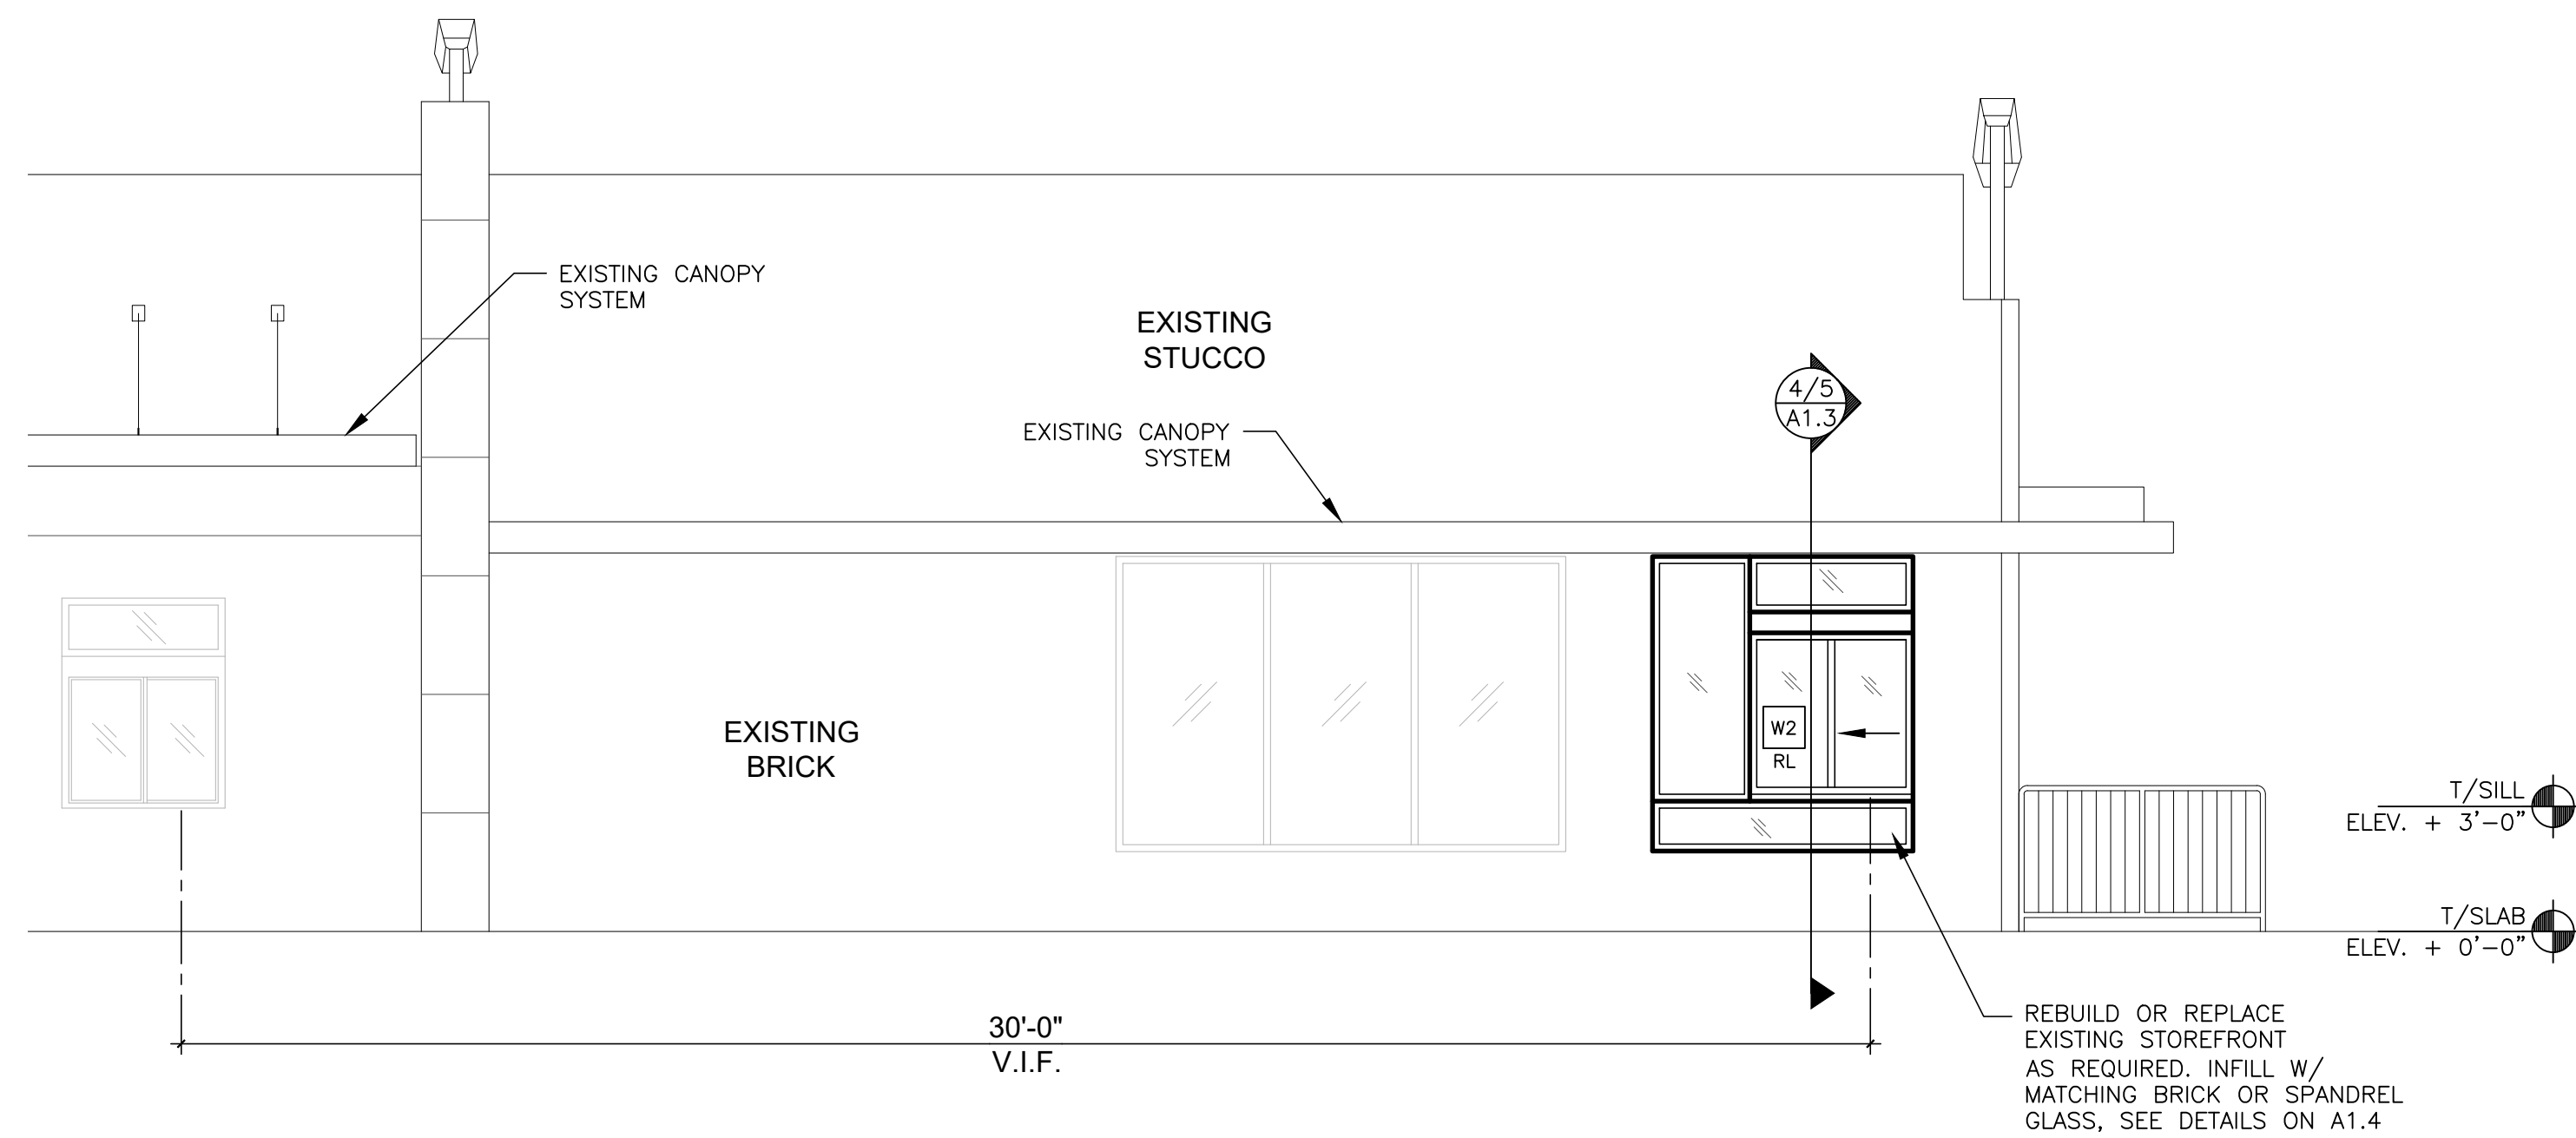 EXISTING CANOPY
SYSTEM
EXISTING
STUCCO
4/5
A1.3
EXISTING CANOPY
SYSTEM
EXISTING
BRICK
W2
RL
T/SILL
ELEV. + 3'-0"
T/SLAB
ELEV. + 0'-0"
30'-0"
V.I.F.
REBUILD OR REPLACE
EXISTING STOREFRONT
AS REQUIRED. INFILL W/
MATCHING BRICK OR SPANDREL
GLASS, SEE DETAILS ON A1.4